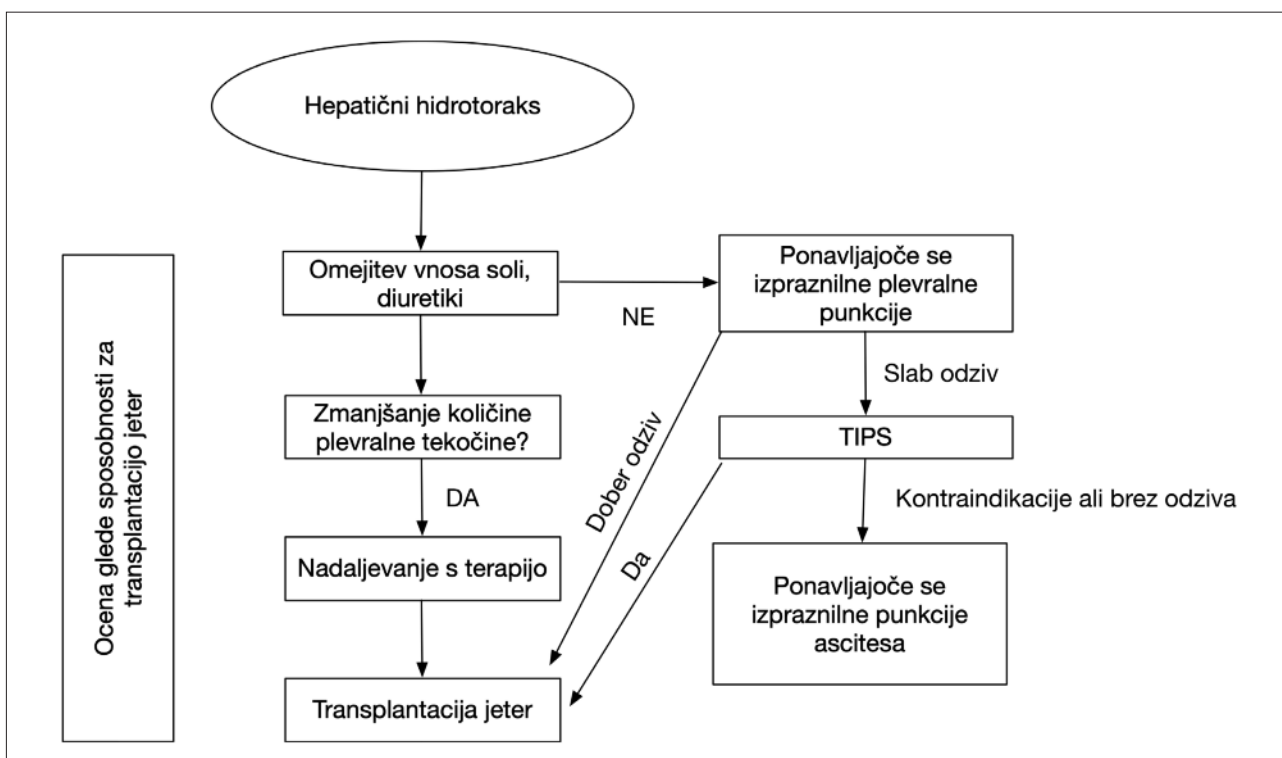 Hepatični hidrotoraks
Omejitev vnosa soli,
diuretiki
NE
Ponavljajoče se
izpraznilne plevralne
punkcije
Zmanjšanje količine
plevralne tekočine?
DA
Nadaljevanje s terapijo
Transplantacija jeter
Dober odziv
Slab odziv
TIPS
Da
Kontraindikacije ali brez odziva
Ponavljajoče se
izpraznilne punkcije
ascitesa
Ocena glede sposobnosti za
transplantacijo jeter